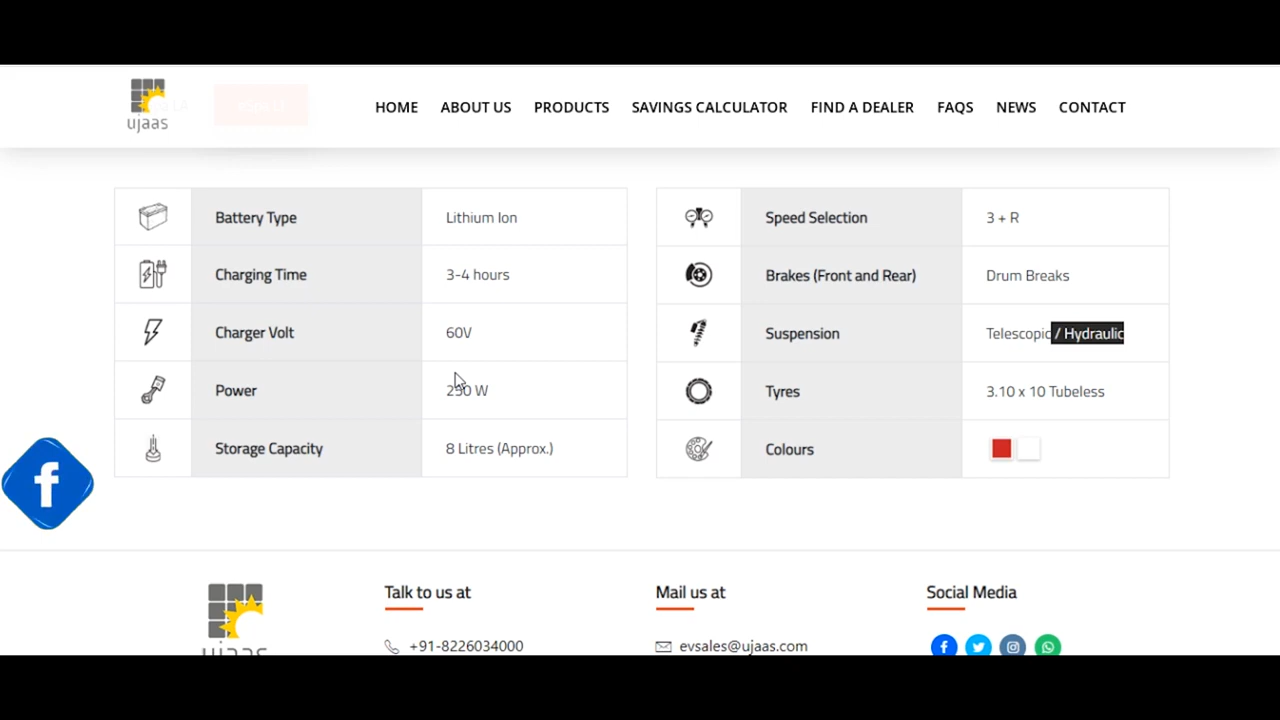 ujaas
HOME ABOUT US PRODUCTS SAVINGS CALCULATOR FIND A DEALER FAQS NEWS CONTACT
Battery Type Lithium Ion
Charging Time 3-4 hours
Charger Volt 60V
Power 250 W
Storage Capacity 8 Litres (Approx.)
Speed Selection 3 + R
Brakes (Front and Rear) Drum Breaks
Suspension Telescopic / Hydraulic
Tyres 3.10 x 10 Tubeless
Colours
f
ujaas
Talk to us at
+91-8226034000
Mail us at
evsales@ujaas.com
Social Media